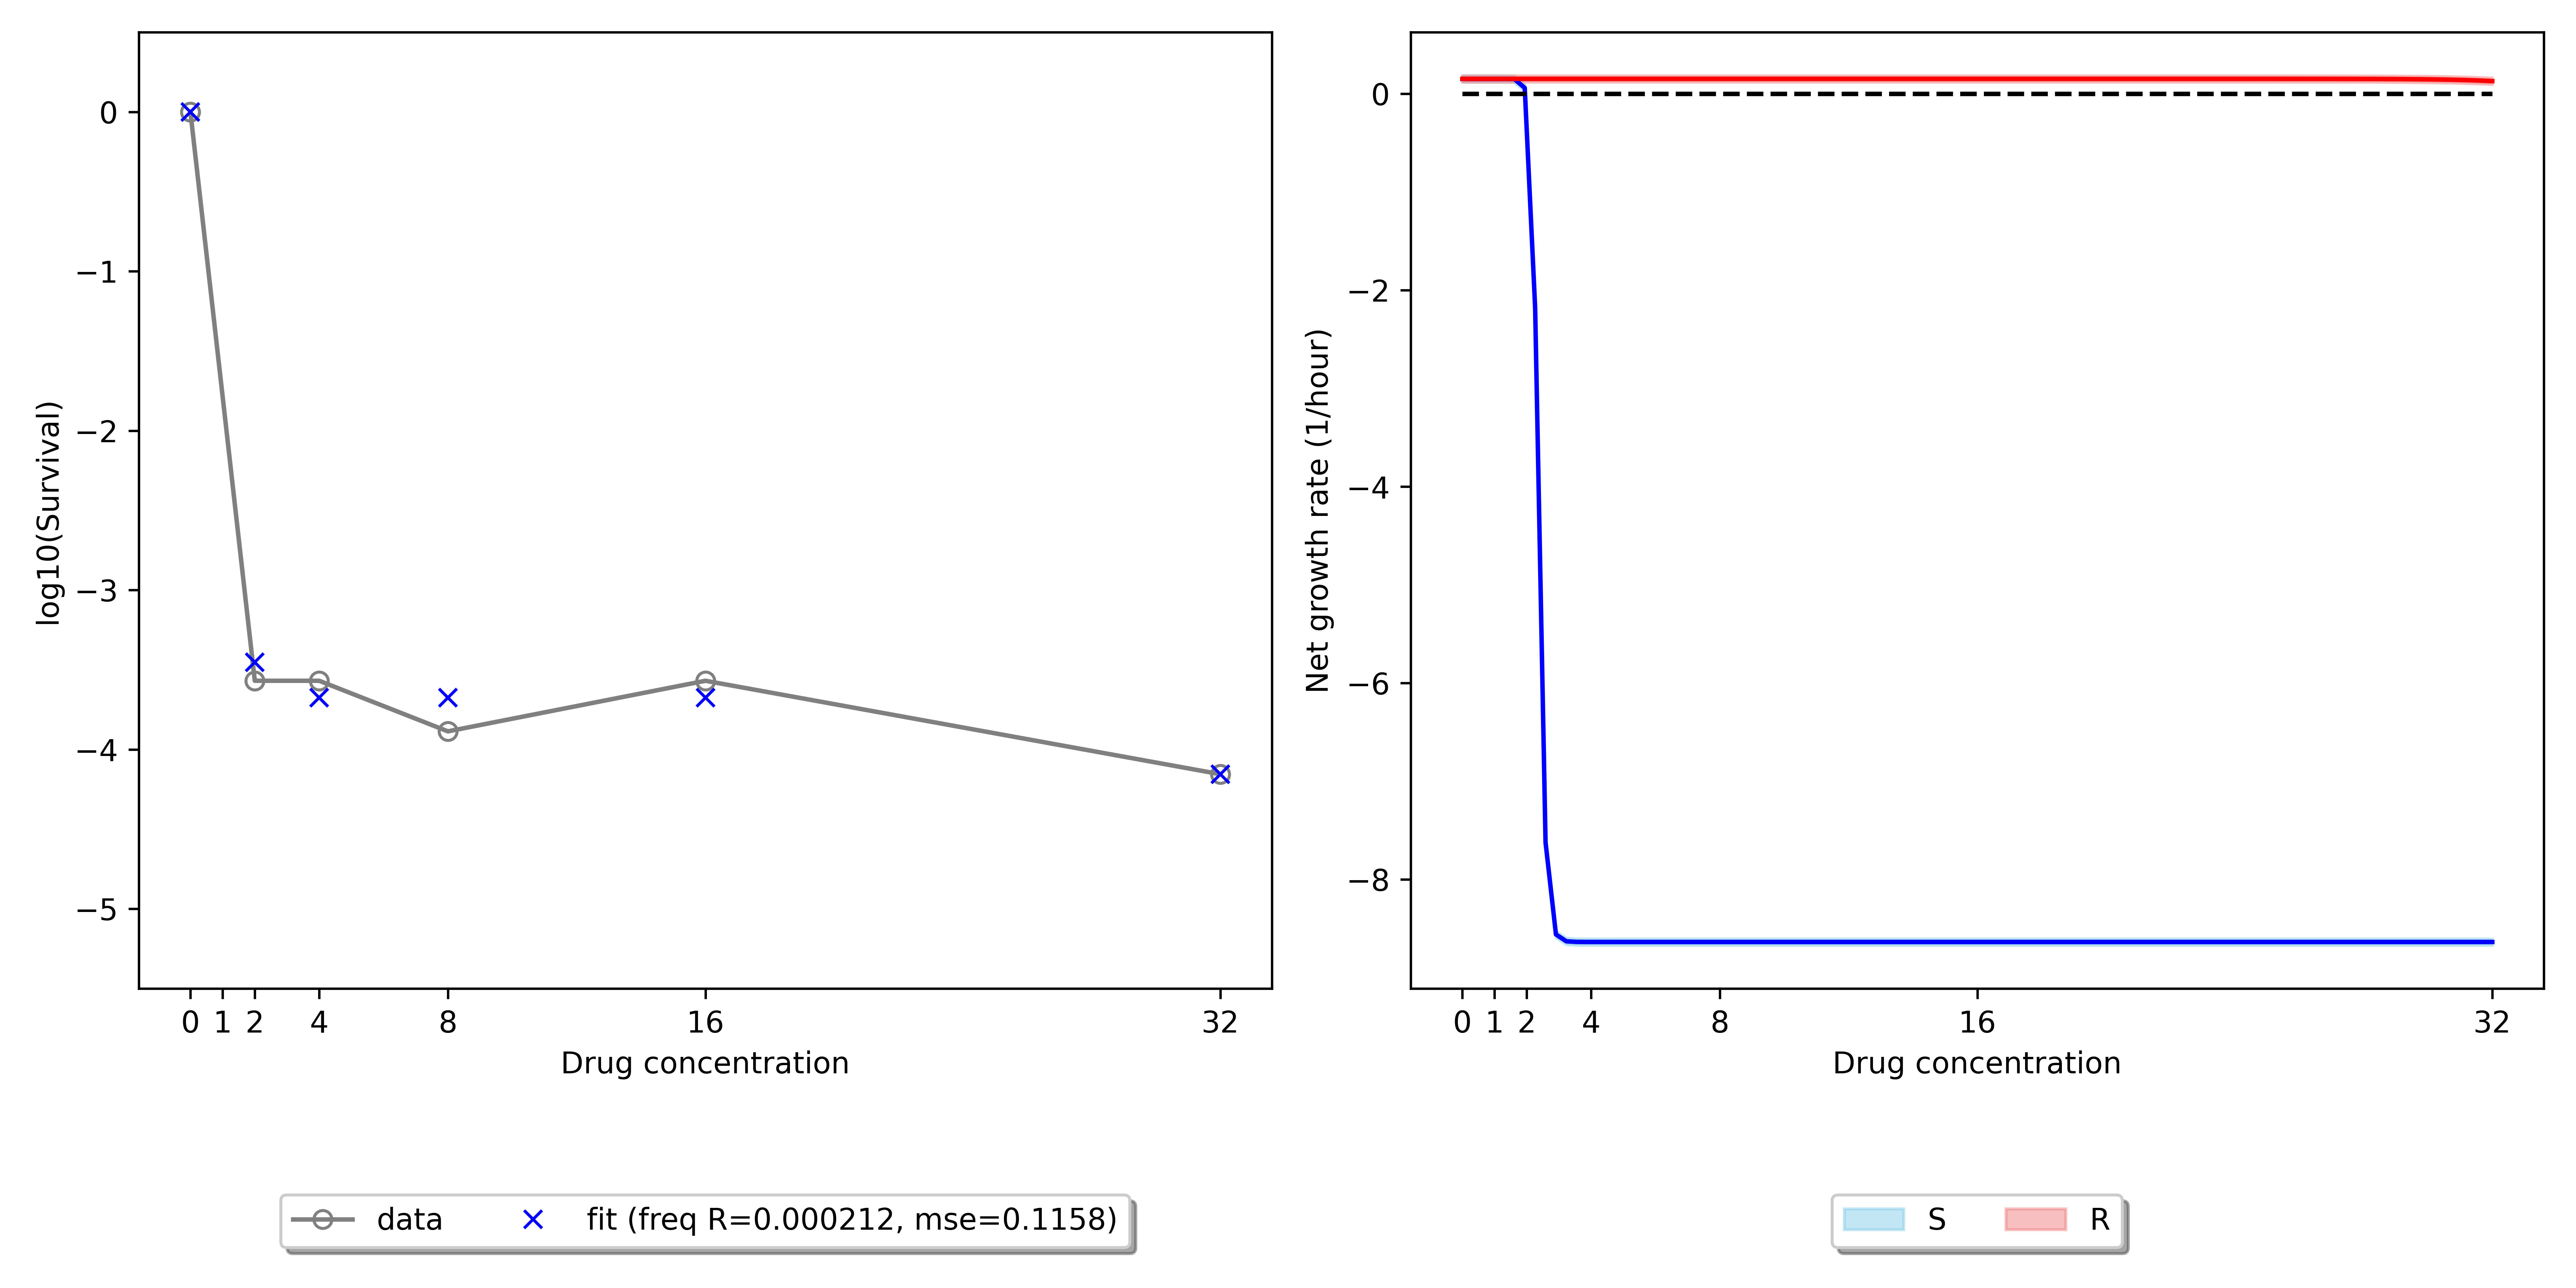 0
−1
−2
−3
−4
−5
log10(Survival)
0 1 2 4 8 16 32
Drug concentration
data fit (freq R=0.000212, mse=0.1158)
0
−2
−4
−6
−8
Net growth rate (1/hour)
0 1 2 4 8 16 32
Drug concentration
S R